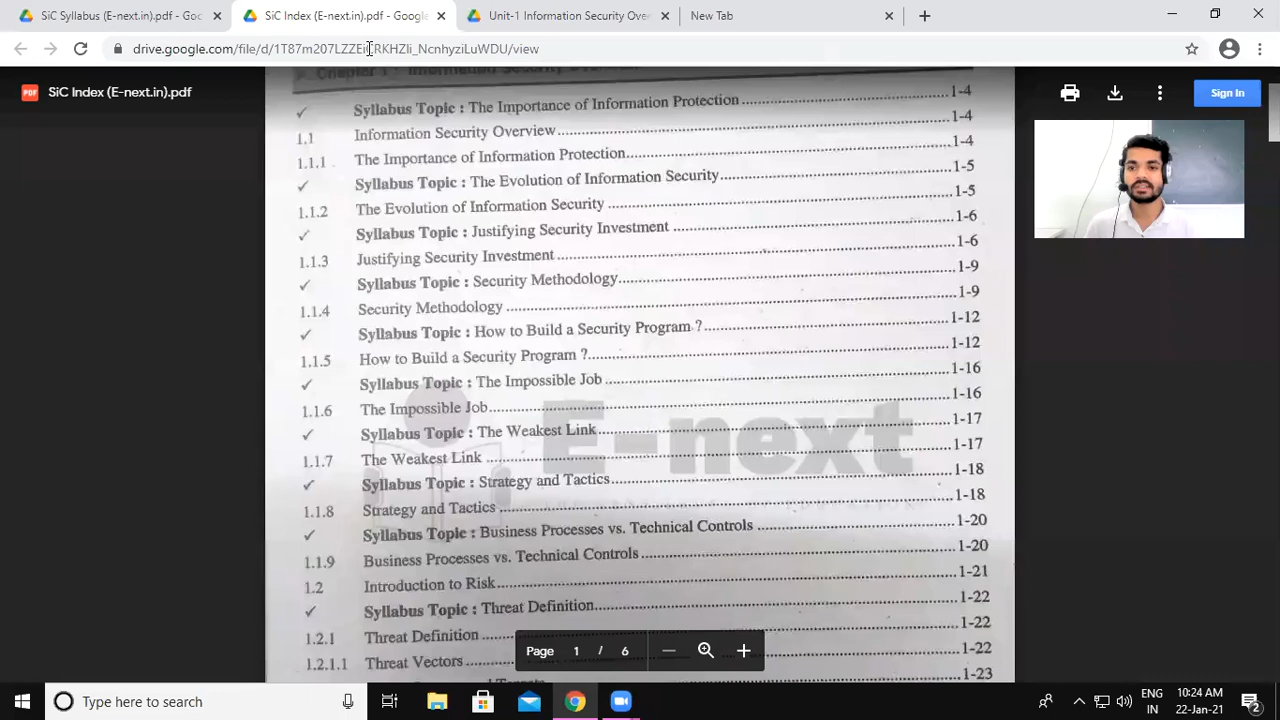 SiC Syllabus (E-next.in).pdf - Goo
SiC Index (E-next.in).pdf - Google
Unit-1 Information Security Over
New Tab
drive.google.com/file/d/1T87m207LZZEi RKHZIi_NcnhyziLuWDU/view
PDF SiC Index (E-next.in).pdf
Sign In
Chapter 1 : Information Security
Syllabus Topic : The Importance of Information Protection 1-4
1.1 Information Security Overview 1-4
1.1.1 The Importance of Information Protection 1-4
Syllabus Topic : The Evolution of Information Security 1-5
1.1.2 The Evolution of Information Security 1-5
Syllabus Topic : Justifying Security Investment 1-6
1.1.3 Justifying Security Investment 1-6
Syllabus Topic : Security Methodology 1-9
1.1.4 Security Methodology 1-9
Syllabus Topic : How to Build a Security Program ? 1-12
1.1.5 How to Build a Security Program ? 1-12
Syllabus Topic : The Impossible Job 1-16
1.1.6 The Impossible Job 1-16
Syllabus Topic : The Weakest Link 1-17
1.1.7 The Weakest Link 1-17
Syllabus Topic : Strategy and Tactics 1-18
1.1.8 Strategy and Tactics 1-18
Syllabus Topic : Business Processes vs. Technical Controls 1-20
1.1.9 Business Processes vs. Technical Controls 1-20
1.2 Introduction to Risk 1-21
Syllabus Topic : Threat Definition 1-22
1.2.1 Threat Definition 1-22
1.2.1.1 Threat Vectors 1-22
1-23
E-next
Page 1 / 6
Type here to search
ENG
IN
10:24 AM
22-Jan-21
2